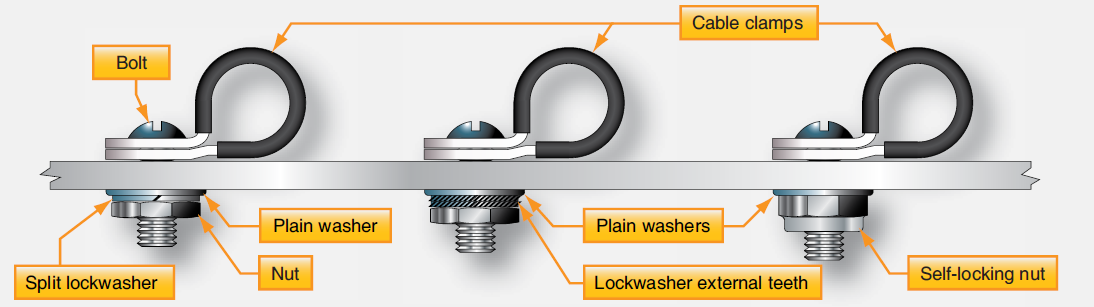 Cable clamps
Bolt
Plain washer
Plain washers
Split lockwasher
Nut
Lockwasher external teeth
Self-locking nut